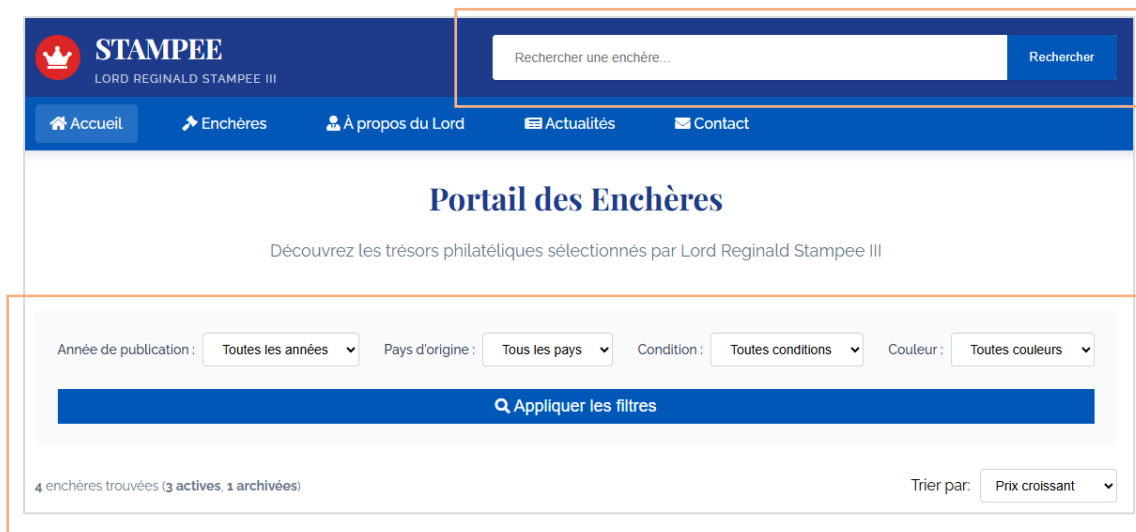 STAMPEE
LORD REGINALD STAMPEE III
Rechercher une enchère...
Rechercher
Accueil
Enchères
À propos du Lord
Actualités
Contact
Portail des Enchères
Découvrez les trésors philatéliques sélectionnés par Lord Reginald Stampee III
Année de publication : Toutes les années Pays d'origine : Tous les pays Condition : Toutes conditions Couleur : Toutes couleurs
Appliquer les filtres
4 enchères trouvées (3 actives, 1 archivées)
Trier par: Prix croissant